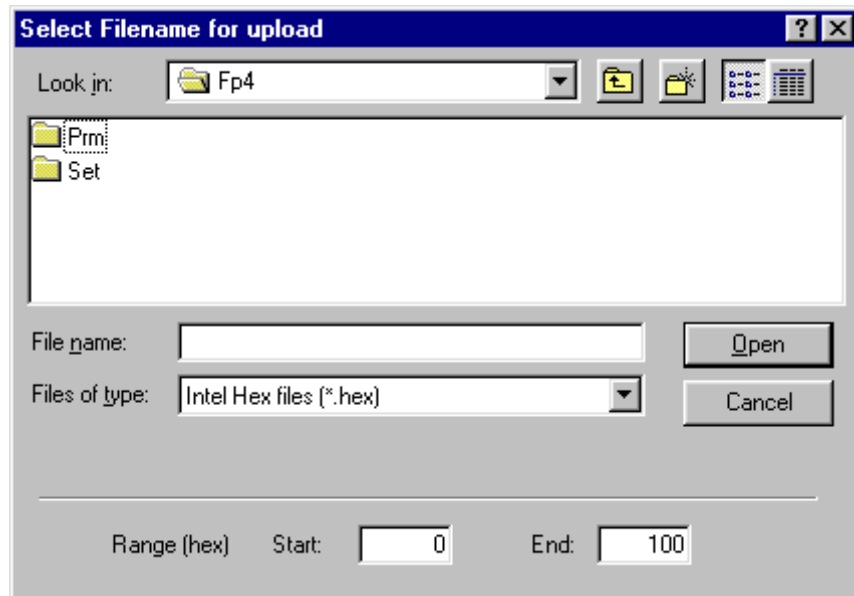 Select Filename for upload
Look in: Fp4
Prm
Set
File name: Open
Files of type: Intel Hex files (*.hex) Cancel
Range (hex) Start: 0 End: 100